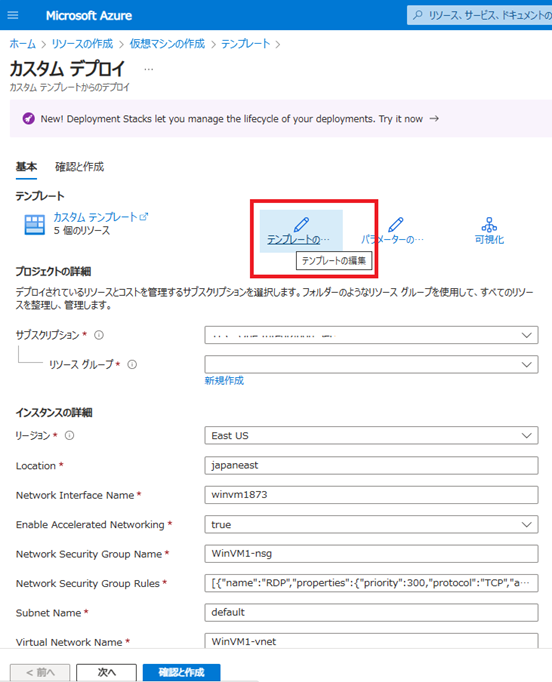 Microsoft Azure
リソース、サービス、ドキュメントの
ホーム > リソースの作成 > 仮想マシンの作成 > テンプレート >
カスタム デプロイ ...
カスタム テンプレートからのデプロイ
New! Deployment Stacks let you manage the lifecycle of your deployments. Try it now →
基本 確認と作成
テンプレート
カスタム テンプレート
5 個のリソース
テンプレートの… パラメーターの… 可視化
テンプレートの編集
プロジェクトの詳細
デプロイされているリソースとコストを管理するサブスクリプションを選択します。フォルダーのようなリソース グループを使用して、すべてのリソー
スを整理し、管理します。
サブスクリプション *
リソース グループ *
新規作成
インスタンスの詳細
リージョン * East US
Location * japaneast
Network Interface Name * winvm1873
Enable Accelerated Networking * true
Network Security Group Name * WinVM1-nsg
Network Security Group Rules * [{"name":"RDP","properties":{"priority":300,"protocol":"TCP","a…
Subnet Name * default
Virtual Network Name * WinVM1-vnet
< 前へ 次へ 確認と作成